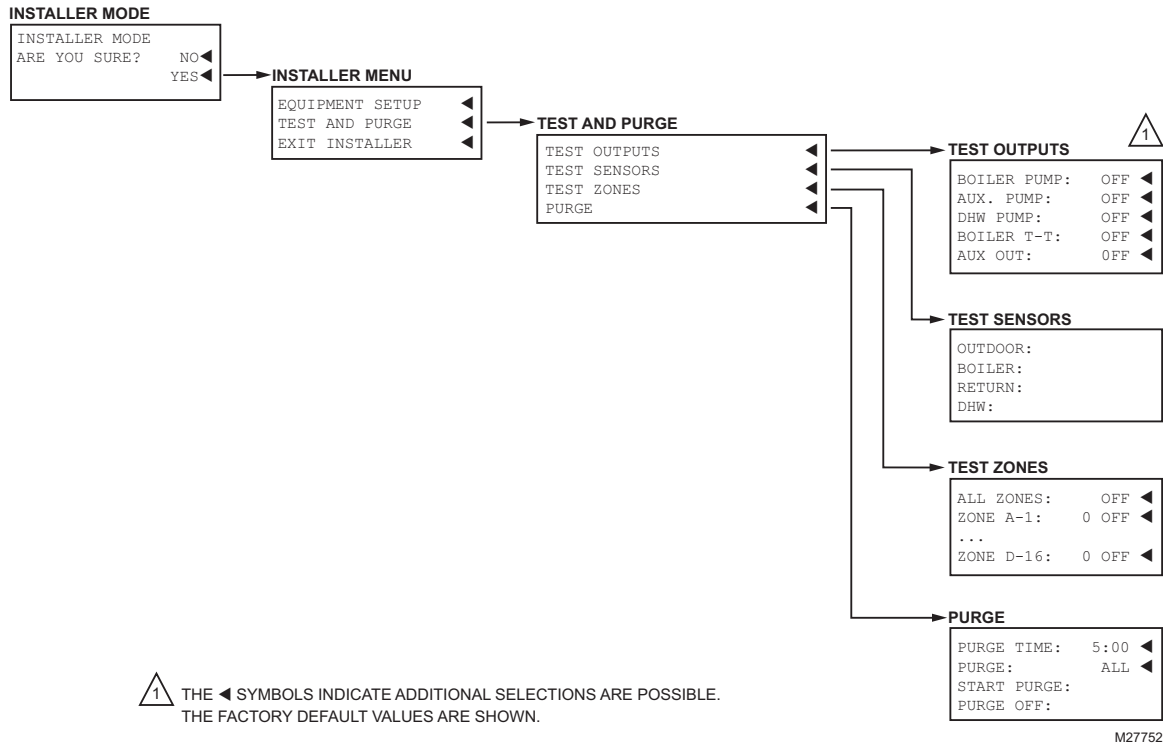 INSTALLER MODE
INSTALLER MODE
ARE YOU SURE? NO◀
YES◀
INSTALLER MENU
EQUIPMENT SETUP ◀
TEST AND PURGE ◀
EXIT INSTALLER ◀
TEST AND PURGE
TEST OUTPUTS ◀
TEST SENSORS ◀
TEST ZONES ◀
PURGE ◀
1
TEST OUTPUTS
BOILER PUMP: OFF ◀
AUX. PUMP: OFF ◀
DHW PUMP: OFF ◀
BOILER T-T: OFF ◀
AUX OUT: 0FF ◀
TEST SENSORS
OUTDOOR:
BOILER:
RETURN:
DHW:
TEST ZONES
ALL ZONES: OFF ◀
ZONE A-1: 0 OFF ◀
...
ZONE D-16: 0 OFF ◀
PURGE
PURGE TIME: 5:00 ◀
PURGE: ALL ◀
START PURGE:
PURGE OFF:
1 THE ◀ SYMBOLS INDICATE ADDITIONAL SELECTIONS ARE POSSIBLE.
THE FACTORY DEFAULT VALUES ARE SHOWN.
M27752